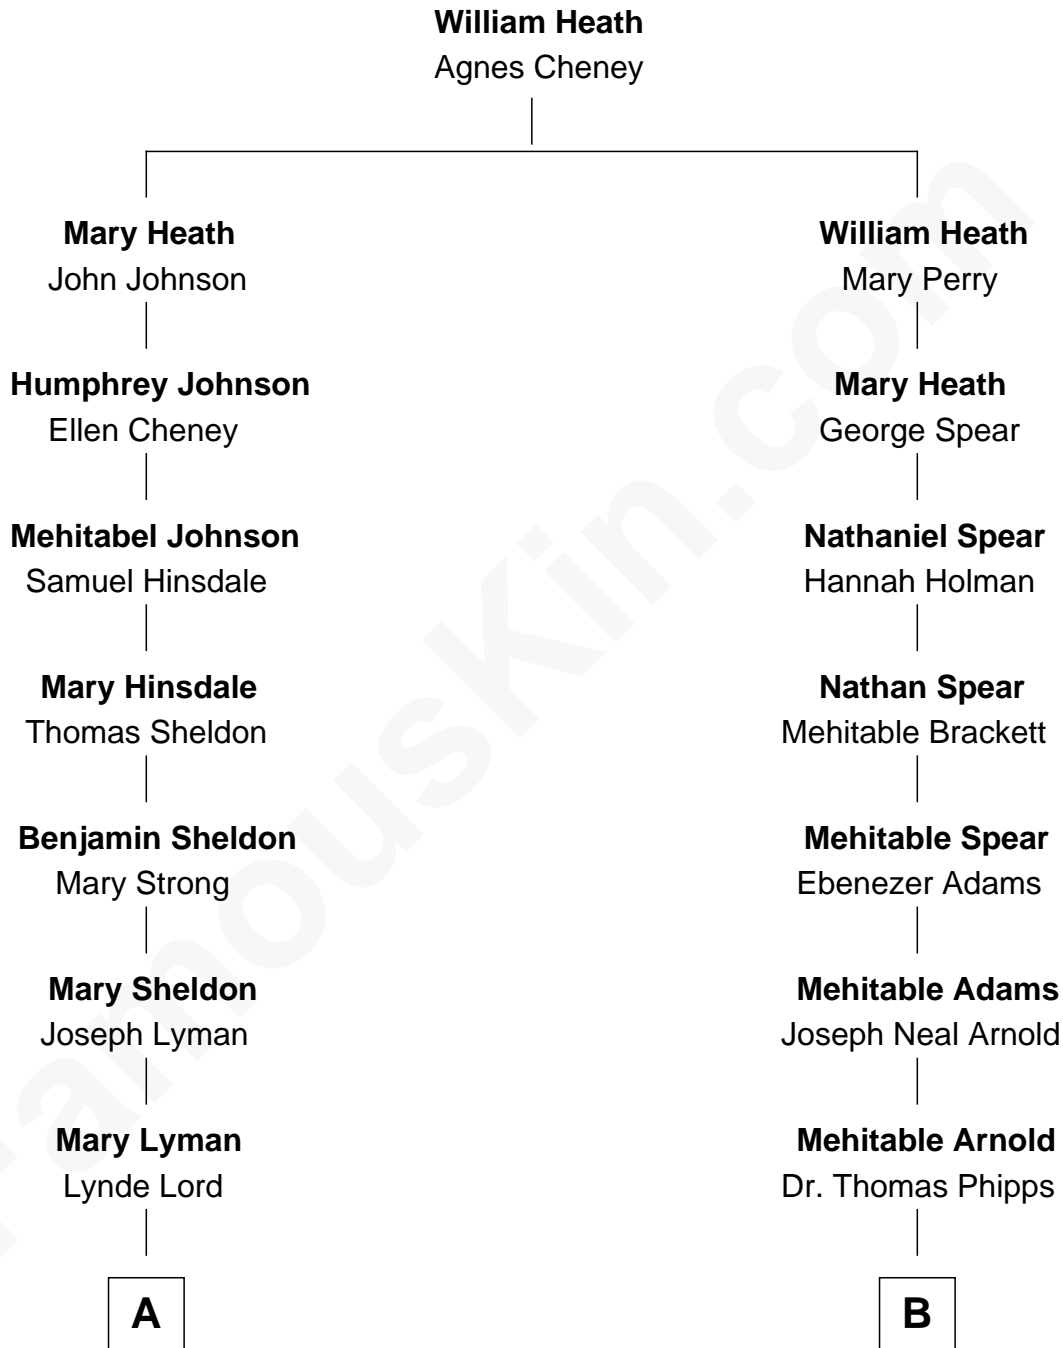 William Heath
Agnes Cheney
Mary Heath
John Johnson
Humphrey Johnson
Ellen Cheney
Mehitabel Johnson
Samuel Hinsdale
Mary Hinsdale
Thomas Sheldon
Benjamin Sheldon
Mary Strong
Mary Sheldon
Joseph Lyman
Mary Lyman
Lynde Lord
A
William Heath
Mary Perry
Mary Heath
George Spear
Nathaniel Spear
Hannah Holman
Nathan Spear
Mehitable Brackett
Mehitable Spear
Ebenezer Adams
Mehitable Adams
Joseph Neal Arnold
Mehitable Arnold
Dr. Thomas Phipps
B
FamousKin.com